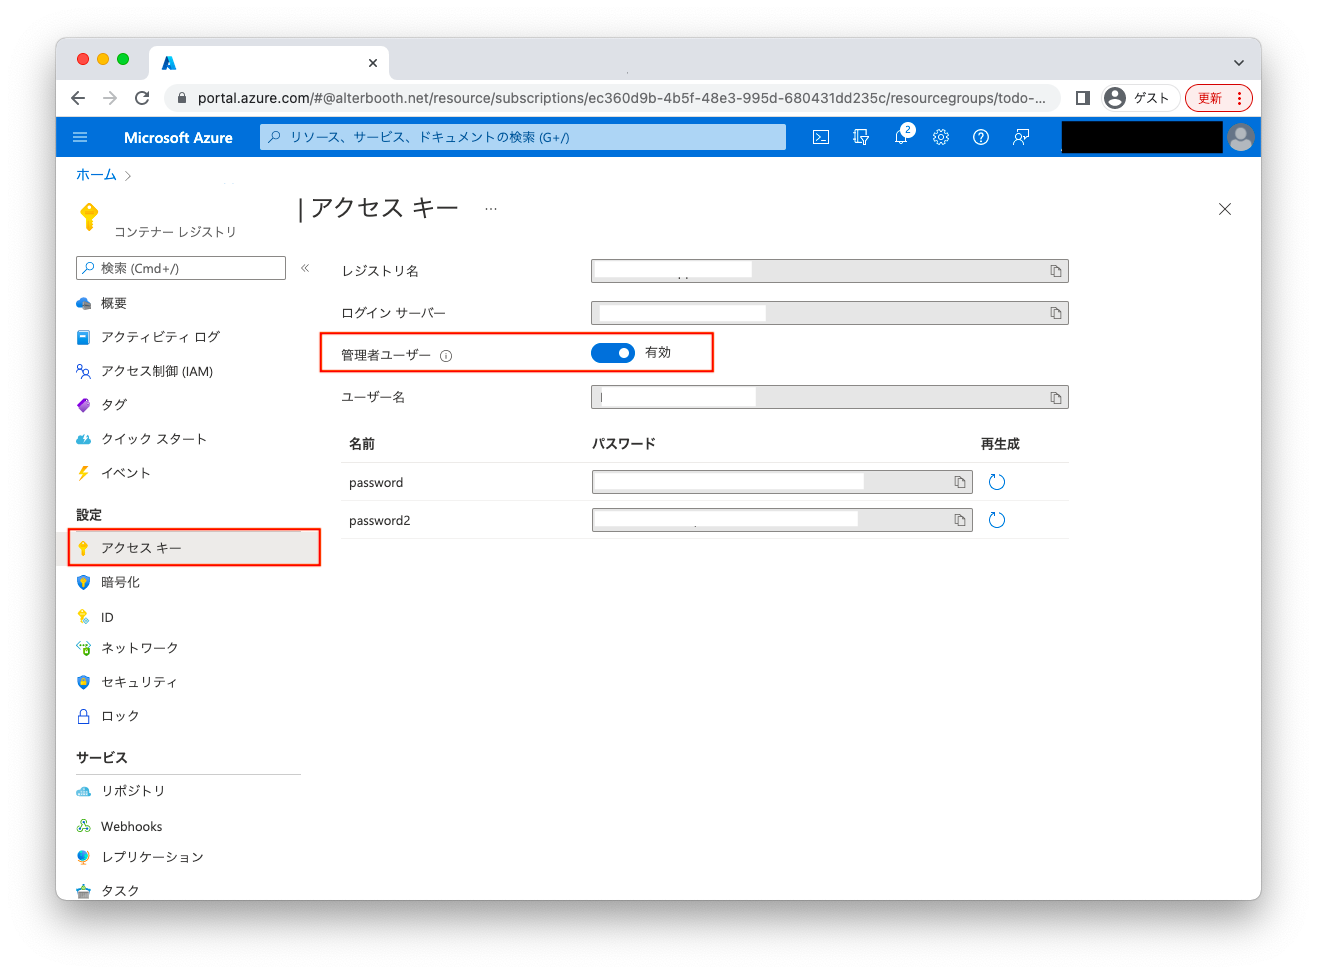 portal.azure.com/#@alterbooth.net/resource/subscriptions/ec360d9b-4b5f-48e3-995d-680431dd235c/resourcegroups/todo-...
ゲスト
更新
Microsoft Azure
リソース、サービス、ドキュメントの検索 (G+/)
2
ホーム
| アクセス キー
...
コンテナー レジストリ
検索 (Cmd+/)
«
概要
アクティビティ ログ
アクセス制御 (IAM)
タグ
クイック スタート
イベント
設定
アクセス キー
暗号化
ID
ネットワーク
セキュリティ
ロック
サービス
リポジトリ
Webhooks
レプリケーション
タスク
レジストリ名
ログイン サーバー
管理者ユーザー
有効
ユーザー名
名前 パスワード 再生成
password
password2